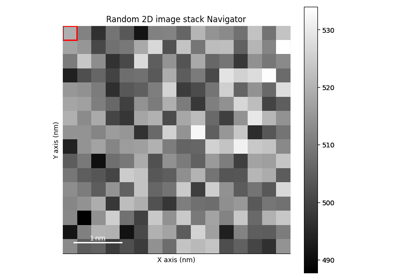 Random 2D image stack Navigator
530
520
510
500
490
Y axis (nm)
1 nm
X axis (nm)